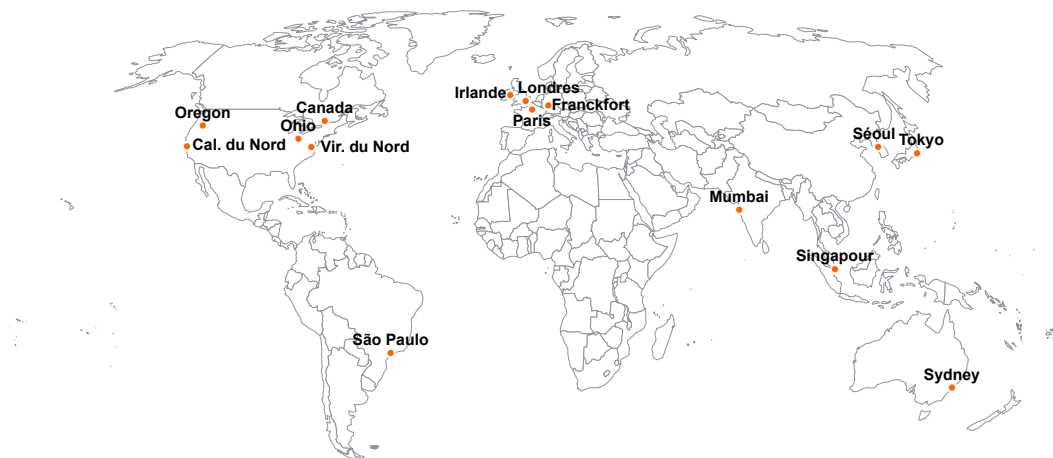 Irlande
Londres
Franckfort
Paris
Oregon
Canada
Ohio
Cal. du Nord
Vir. du Nord
Séoul
Tokyo
Mumbai
Singapour
São Paulo
Sydney